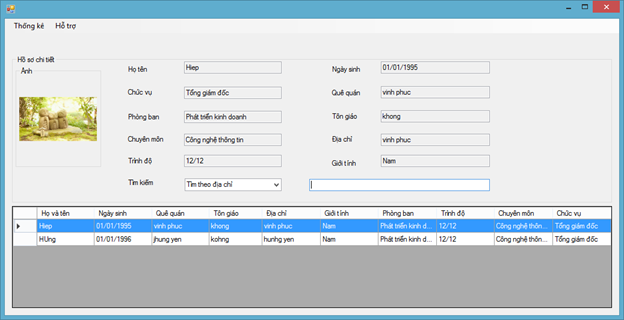 Thống kê Hỗ trợ
Hồ sơ chi tiết
Ảnh
Họ tên Hiep Ngày sinh 01/01/1995
Chức vụ Tổng giám đốc Quê quán vinh phuc
Phòng ban Phát triển kinh doanh Tôn giáo khong
Chuyên môn Công nghệ thông tin Địa chỉ vinh phuc
Trình độ 12/12 Giới tính Nam
Tìm kiếm Tìm theo địa chỉ
Họ và tên Ngày sinh Quê quán Tôn giáo Địa chỉ Giới tính Phòng ban Trình độ Chuyên môn Chức vụ
Hiep 01/01/1995 vinh phuc khong vinh phuc Nam Phát triển kinh d... 12/12 Công nghệ thôn... Tổng giám đốc
HUng 01/01/1996 jhung yen kohng hunhg yen Nam Phát triển kinh d... 12/12 Công nghệ thôn... Tổng giám đốc